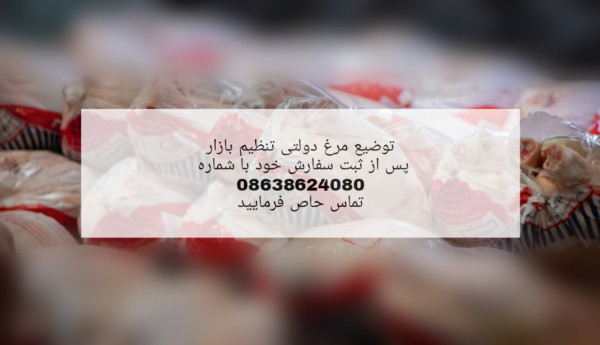 توضیع مرغ دولتی تنظیم بازار
پس از ثبت سفارش خود با شماره
08638624080
تماس حاص فرمایید